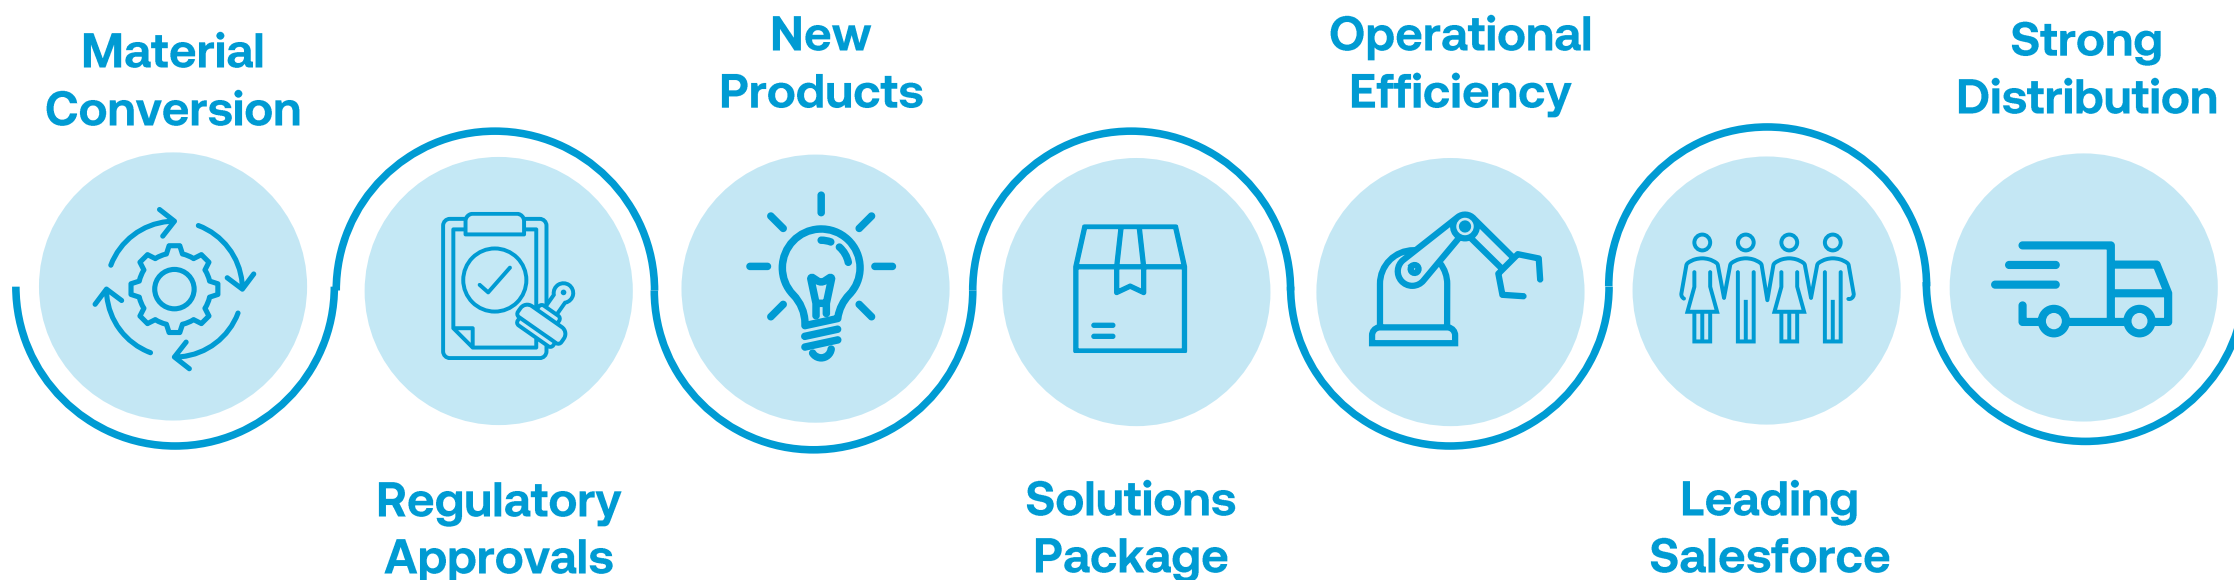 Material
Conversion
Regulatory
Approvals
New
Products
Solutions
Package
Operational
Efficiency
Leading
Salesforce
Strong
Distribution